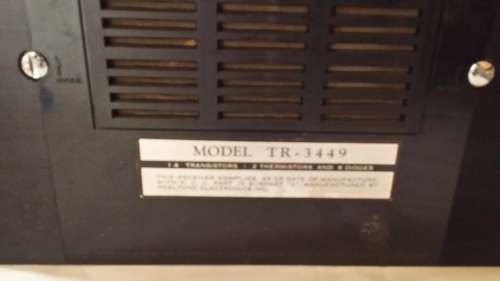 MODEL TR-3449
14 TRANSISTORS - 2 THERMISTORS AND 8 DIODES
THIS RECEIVER COMPLIES, AS OF DATE OF MANUFACTURE,
WITH F. C. C. PART 15 SUBPART "C", MANUFACTURED BY
REALTONE ELECTRONICS INC.